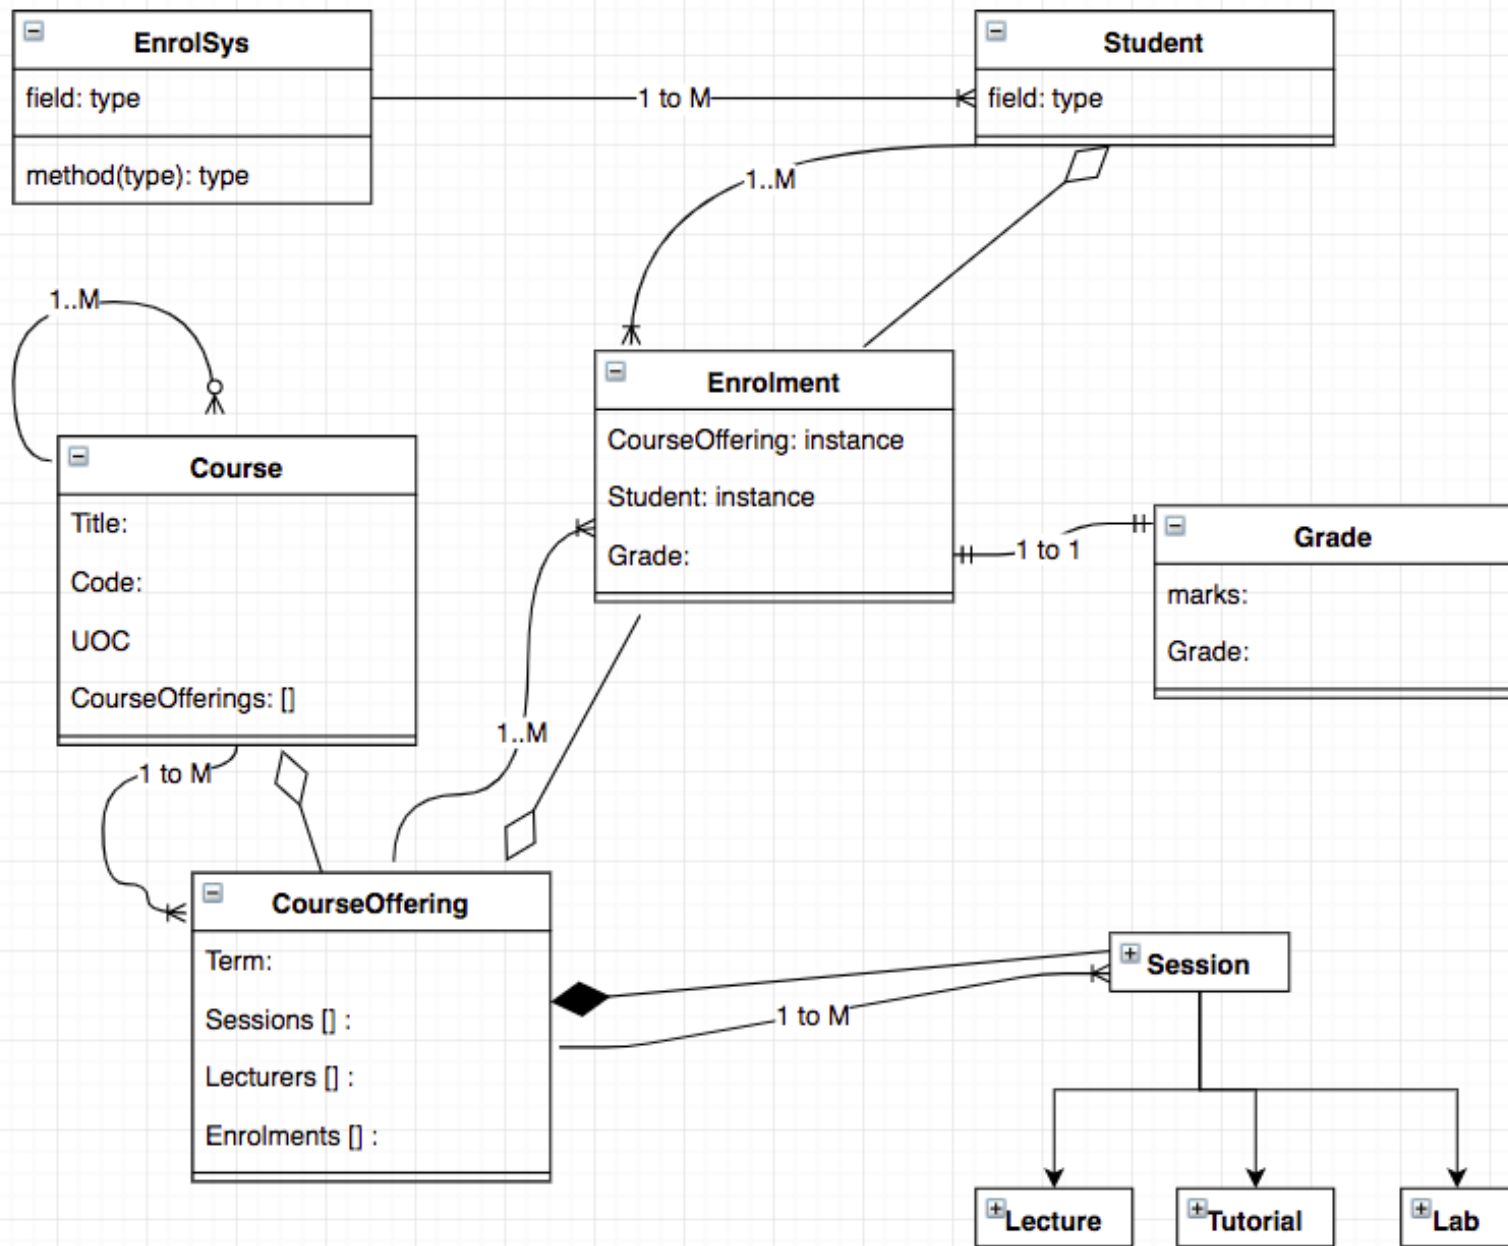 EnrolSys
field: type
method(type): type
1 to M
Student
field: type
1..M
1..M
Course
Title:
Code:
UOC
CourseOfferings: []
Enrolment
CourseOffering: instance
Student: instance
Grade:
1 to 1
Grade
marks:
Grade:
1..M
1 to M
CourseOffering
Term:
Sessions [] :
Lecturers [] :
Enrolments [] :
1 to M
Session
Lecture
Tutorial
Lab